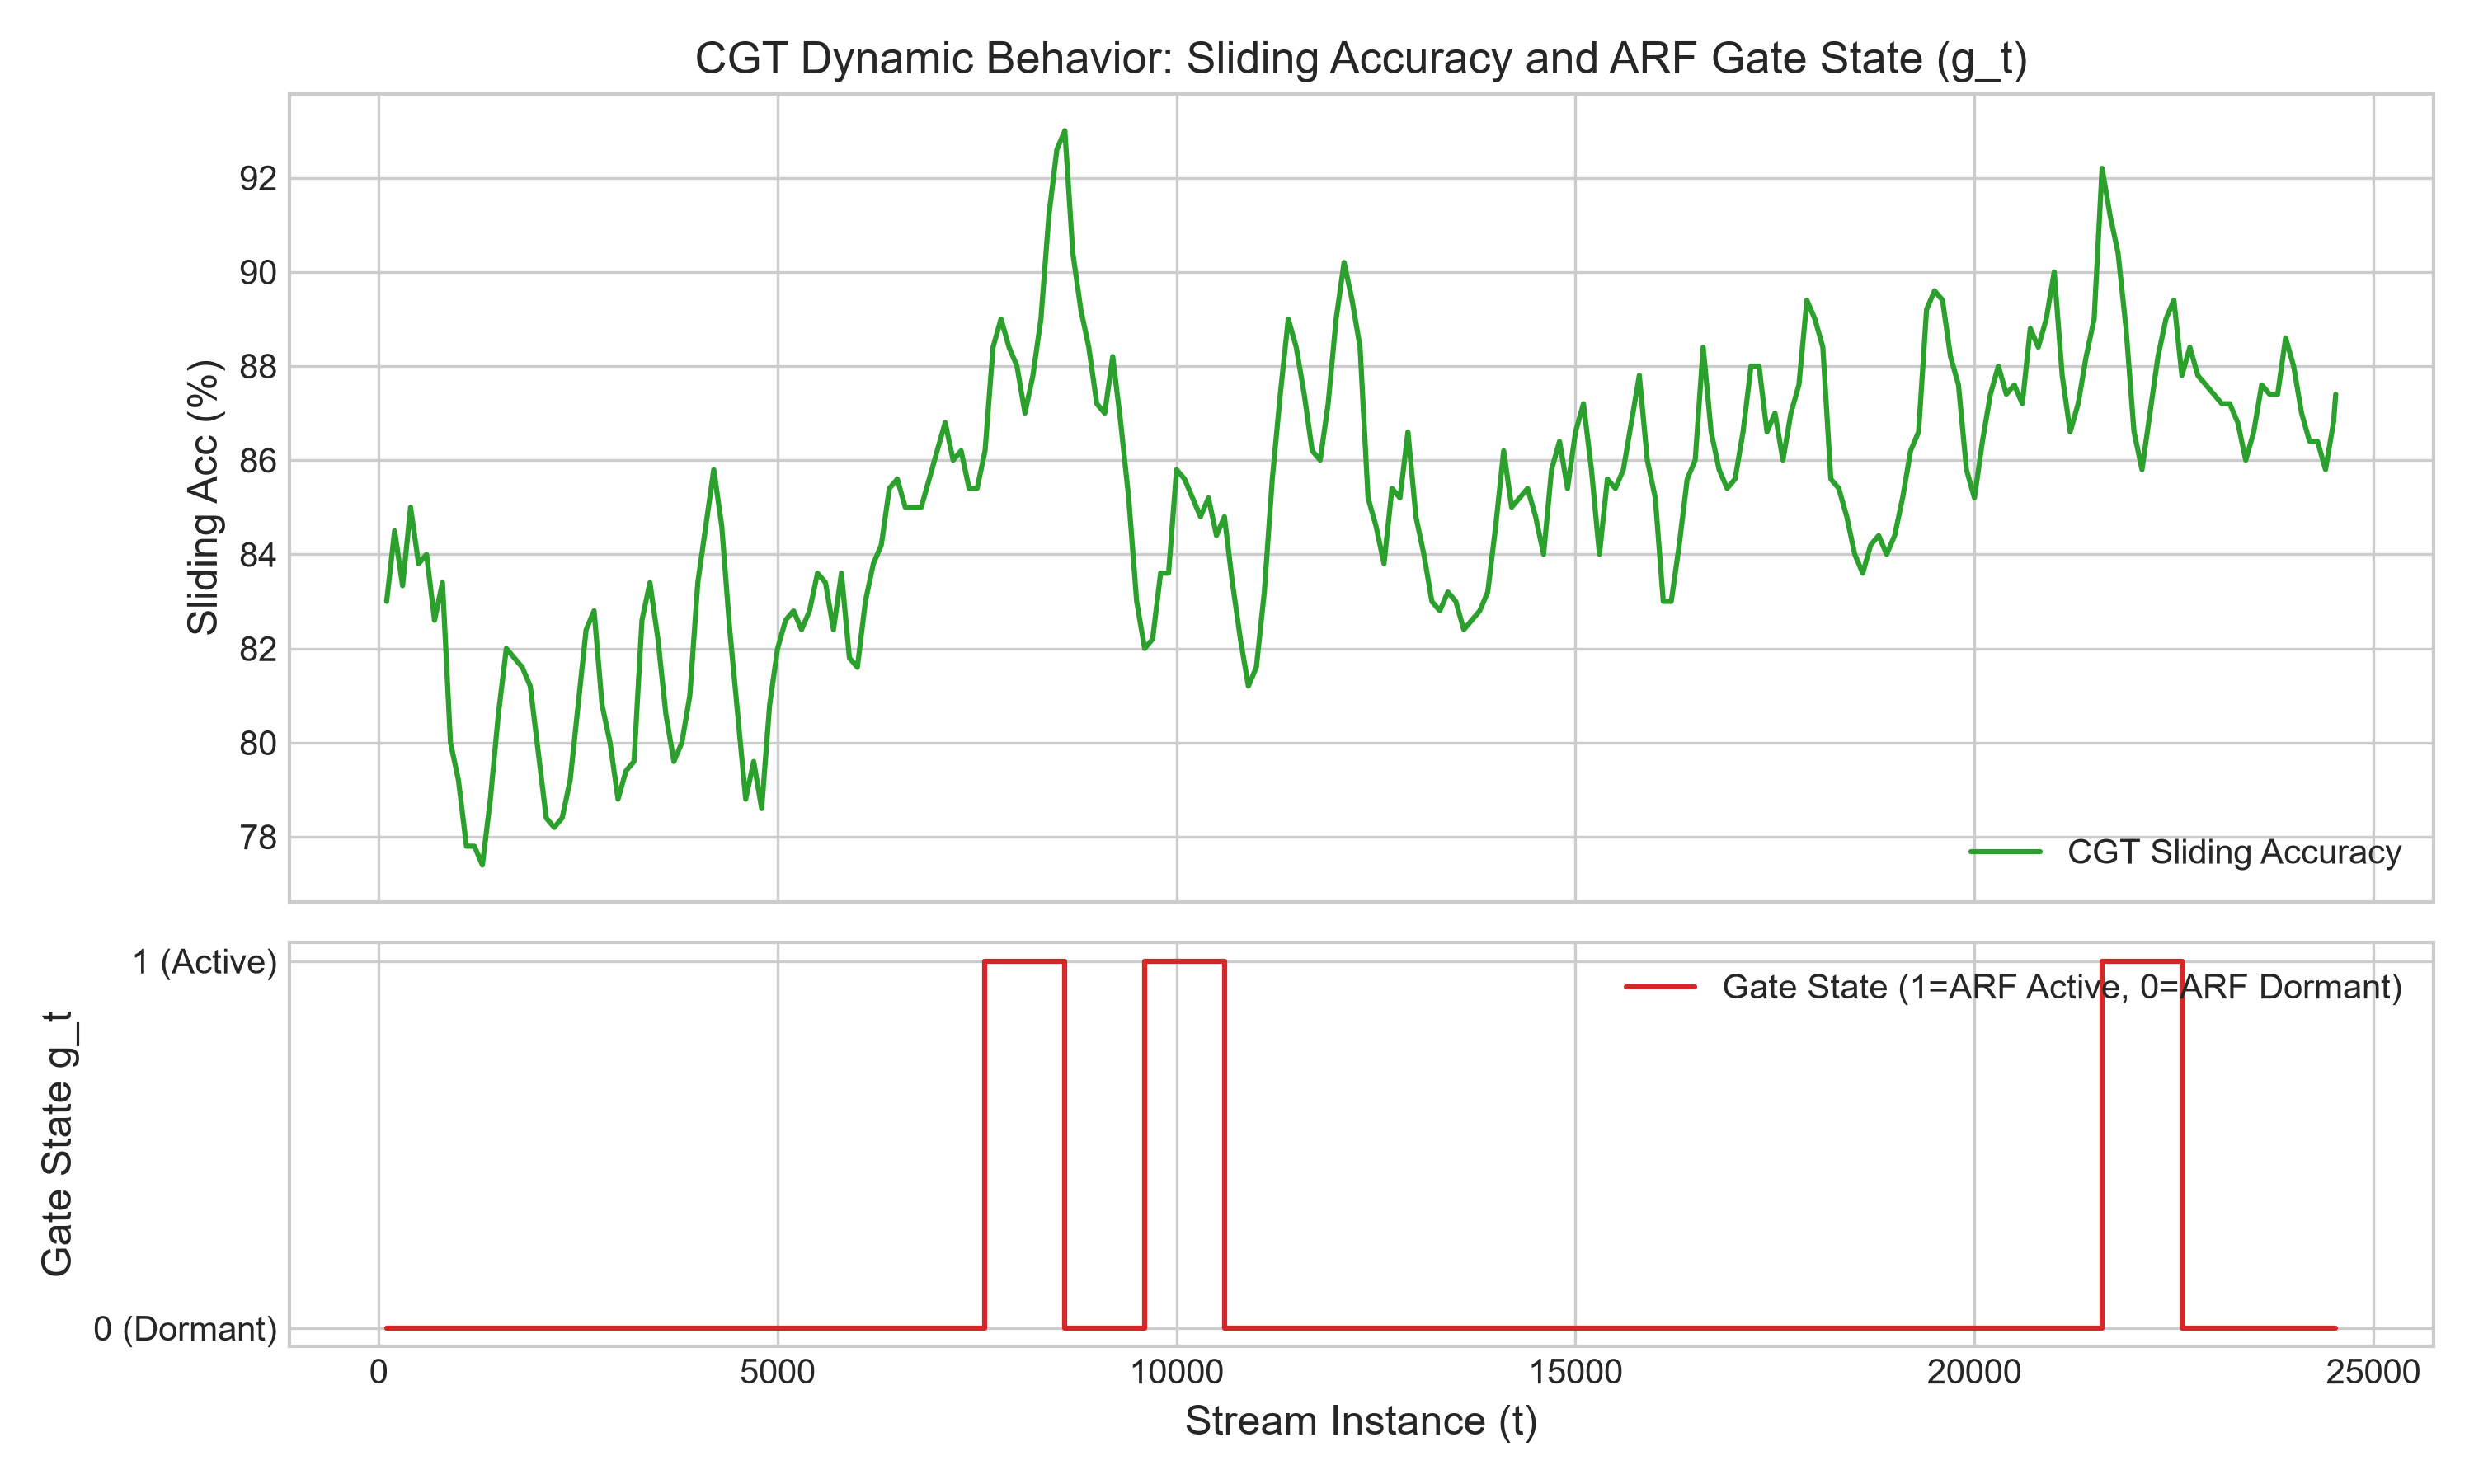 CGT Dynamic Behavior: Sliding Accuracy and ARF Gate State (g_t)
Sliding Acc (%)
92
90
88
86
84
82
80
78
CGT Sliding Accuracy
Gate State g_t
1 (Active)
0 (Dormant)
Gate State (1=ARF Active, 0=ARF Dormant)
0
5000
10000
15000
20000
25000
Stream Instance (t)